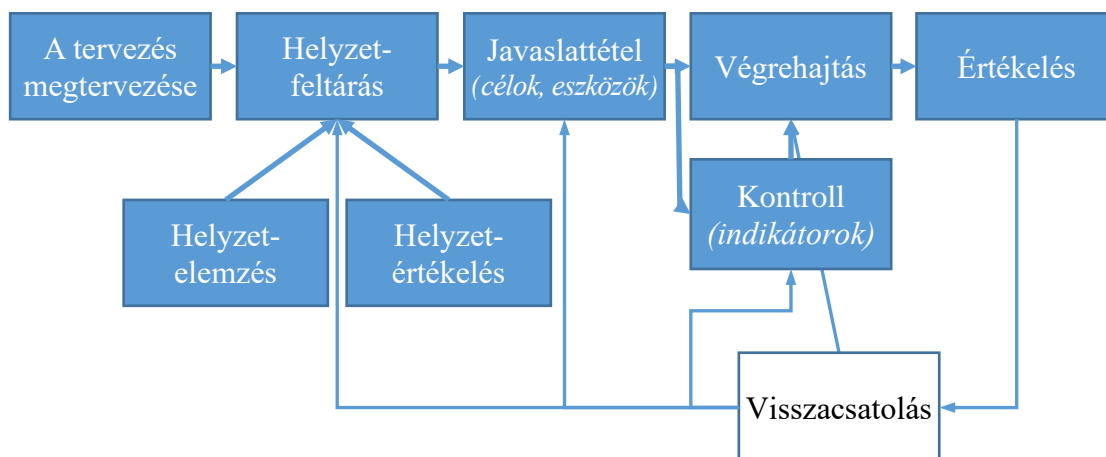 A tervezés
megtervezése
Helyzet-
feltárás
Javaslattétel
(célok, eszközök)
Végrehajtás
Értékelés
Helyzet-
elemzés
Helyzet-
értékelés
Kontroll
(indikátorok)
Visszacsatolás